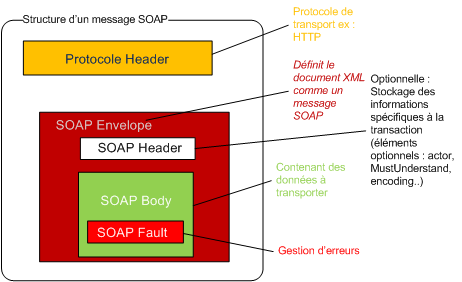 Structure d'un message SOAP
Protocole de
transport ex :
HTTP
Protocole Header
Définit le
document XML
comme un
message
SOAP
Optionnelle :
Stockage des
informations
spécifiques à la
transaction
(éléments
optionnels : actor,
MustUnderstand,
encoding..)
SOAP Envelope
SOAP Header
Contenant des
données à
transporter
SOAP Body
SOAP Fault
Gestion d'erreurs